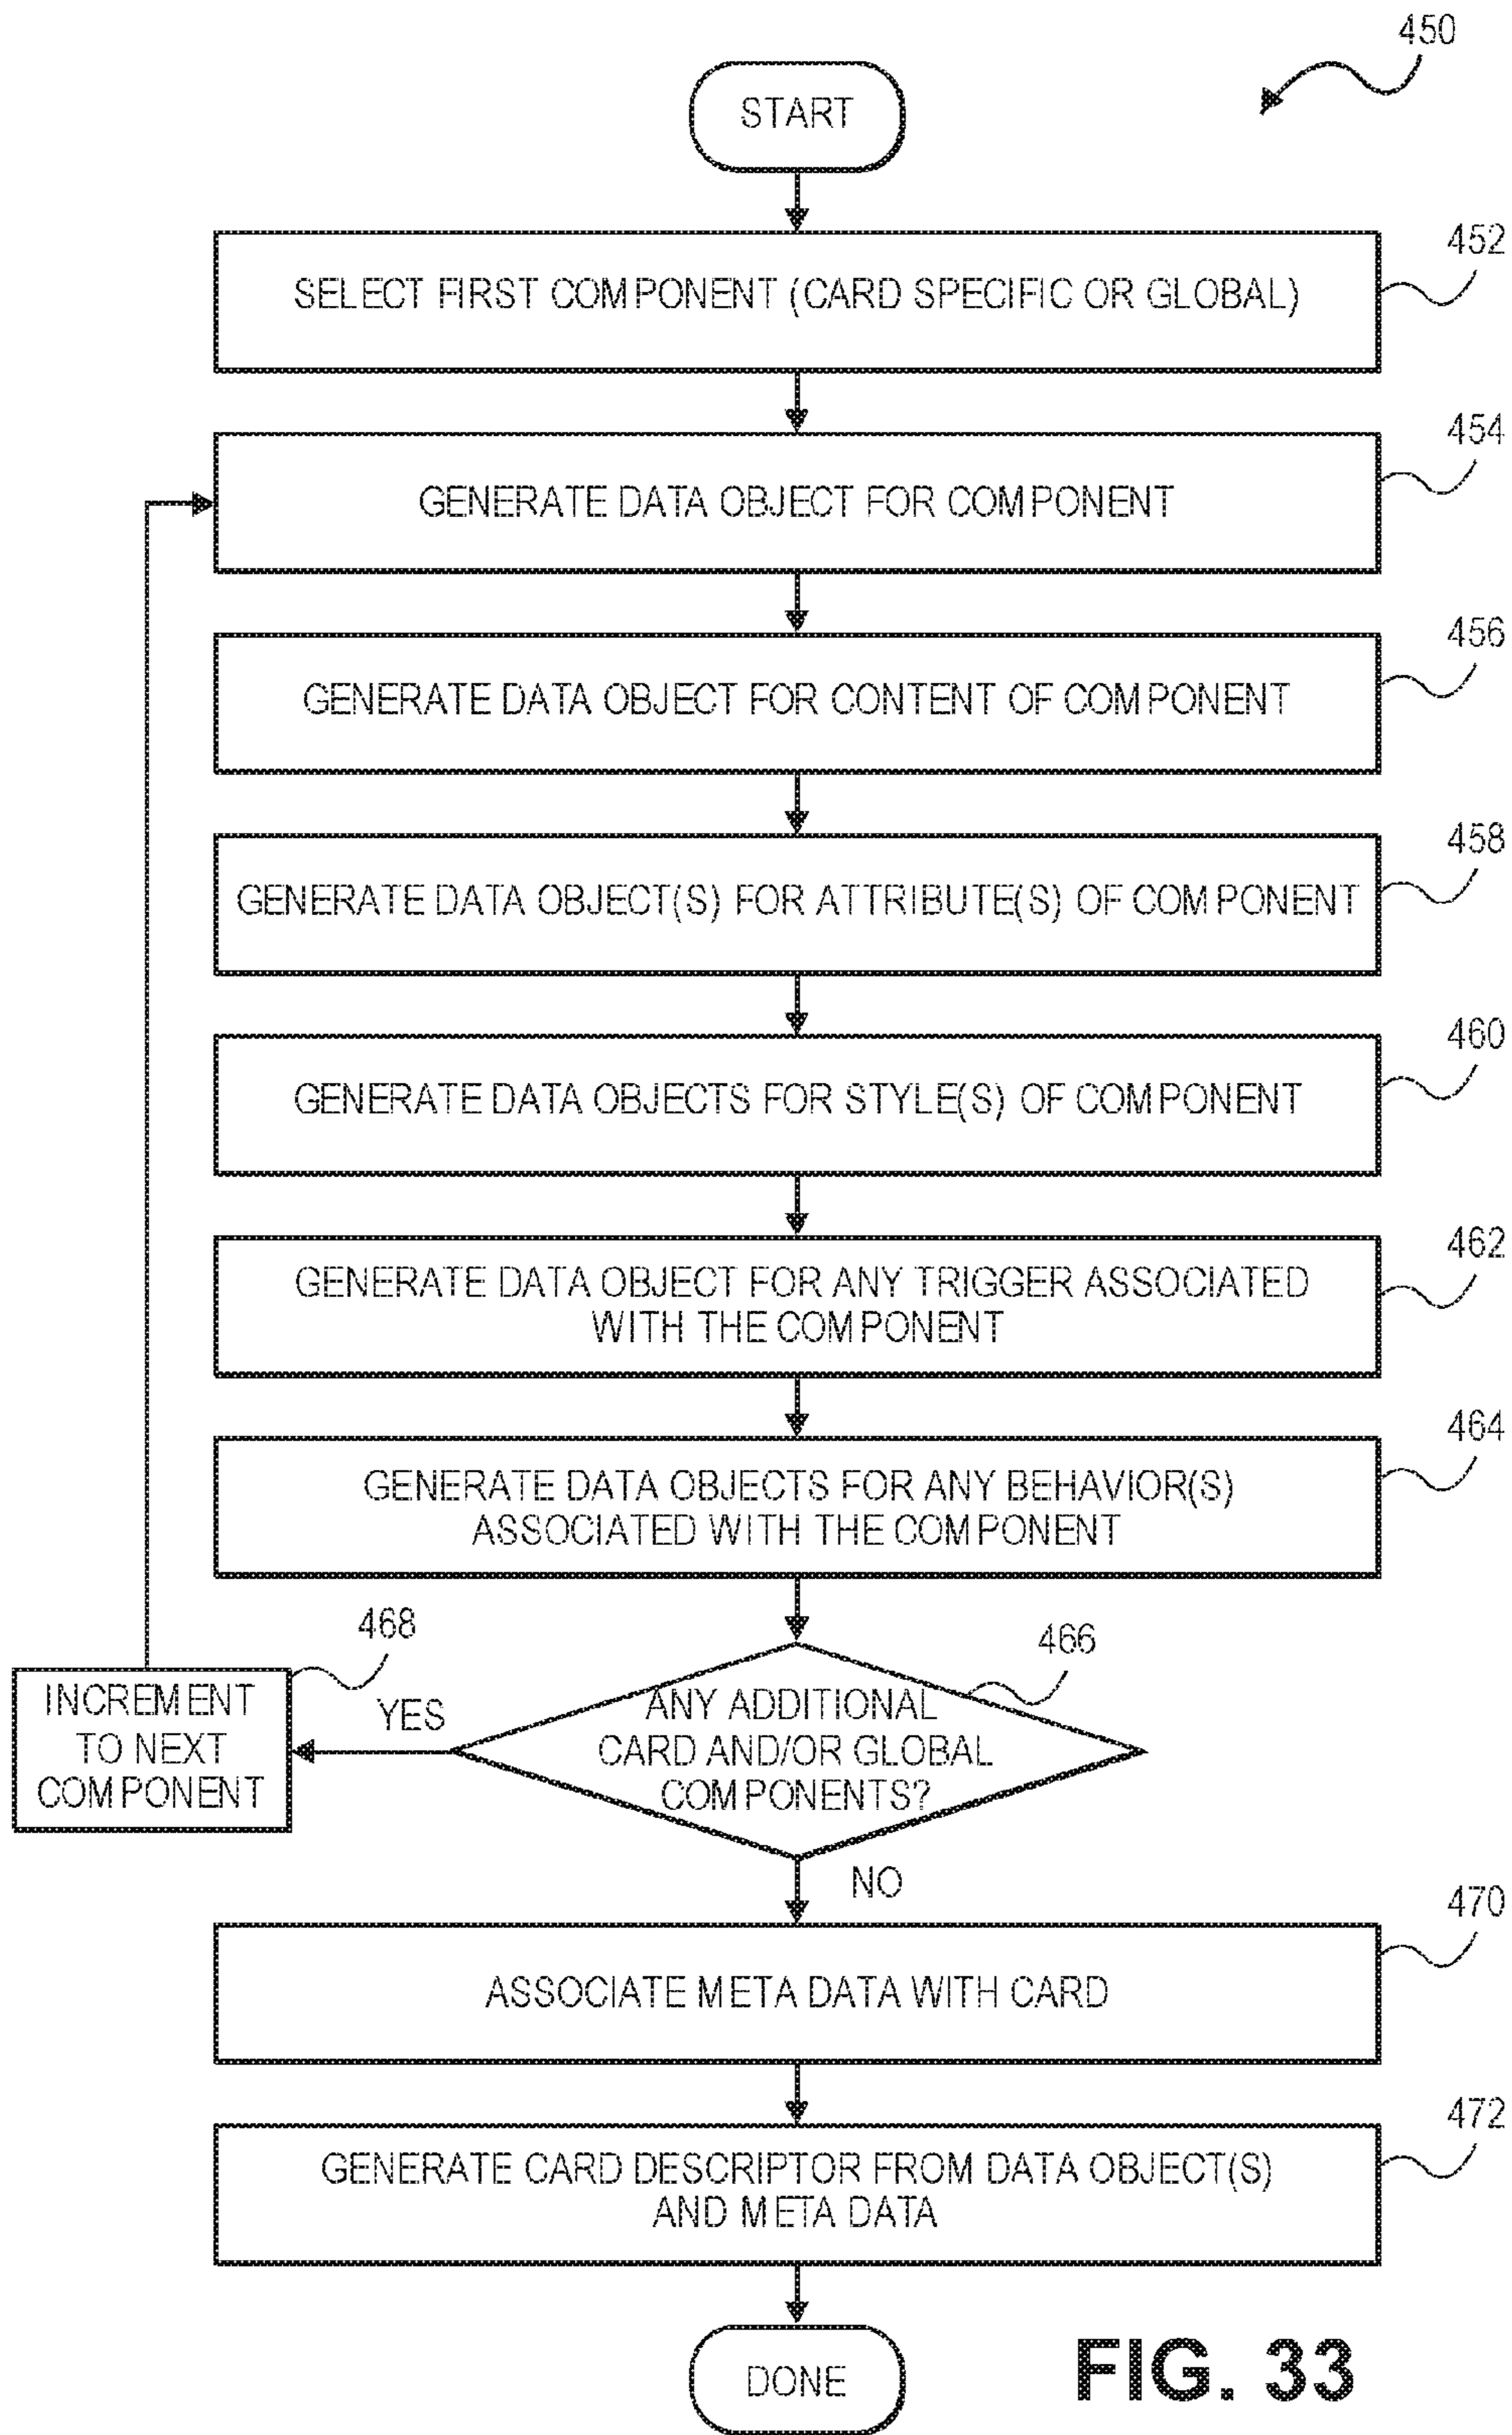 450
START
452
SELECT FIRST COMPONENT (CARD SPECIFIC OR GLOBAL)
454
GENERATE DATA OBJECT FOR COMPONENT
456
GENERATE DATA OBJECT FOR CONTENT OF COMPONENT
458
GENERATE DATA OBJECT(S) FOR ATTRIBUTE(S) OF COMPONENT
460
GENERATE DATA OBJECTS FOR STYLE(S) OF COMPONENT
462
GENERATE DATA OBJECT FOR ANY TRIGGER ASSOCIATED
WITH THE COMPONENT
464
GENERATE DATA OBJECTS FOR ANY BEHAVIOR(S)
ASSOCIATED WITH THE COMPONENT
468
INCREMENT
TO NEXT
COMPONENT
YES
466
ANY ADDITIONAL
CARD AND/OR GLOBAL
COMPONENTS?
NO
470
ASSOCIATE META DATA WITH CARD
472
GENERATE CARD DESCRIPTOR FROM DATA OBJECT(S)
AND META DATA
DONE
FIG. 33